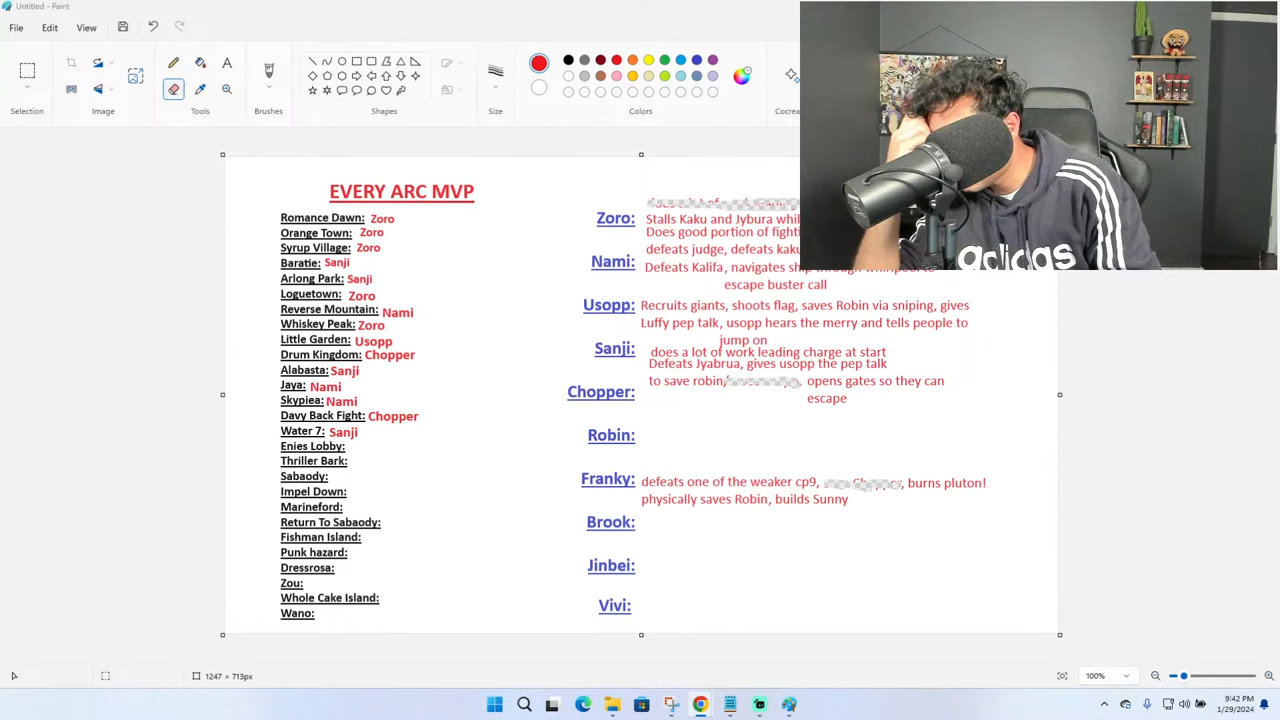 Untitled - Paint
File Edit View
Selection Image Tools Brushes Shapes Size Colors Cocrea
EVERY ARC MVP
Romance Dawn: Zoro
Orange Town: Zoro
Syrup Village: Zoro
Baratie: Sanji
Arlong Park: Sanji
Loguetown: Zoro
Reverse Mountain: Nami
Whiskey Peak: Zoro
Little Garden: Usopp
Drum Kingdom: Chopper
Alabasta: Sanji
Jaya: Nami
Skypiea: Nami
Davy Back Fight: Chopper
Water 7: Sanji
Enies Lobby:
Thriller Bark:
Sabaody:
Impel Down:
Marineford:
Return To Sabaody:
Fishman Island:
Punk hazard:
Dressrosa:
Zou:
Whole Cake Island:
Wano:
Zoro: Stalls Kaku and Jybura whil
Does good portion of fighti
defeats judge, defeats kaku
Nami: Defeats Kalifa, navigates ship through whirlpool to
escape buster call
Usopp: Recruits giants, shoots flag, saves Robin via sniping, gives
Luffy pep talk, usopp hears the merry and tells people to
jump on
Sanji: does a lot of work leading charge at start
Defeats Jyabrua, gives usopp the pep talk
to save robin, opens gates so they can
escape
Chopper:
Robin:
Franky: defeats one of the weaker cp9, , burns pluton!
physically saves Robin, builds Sunny
Brook:
Jinbei:
Vivi:
adidas
1247 × 713px
100%
9:42 PM
1/29/2024